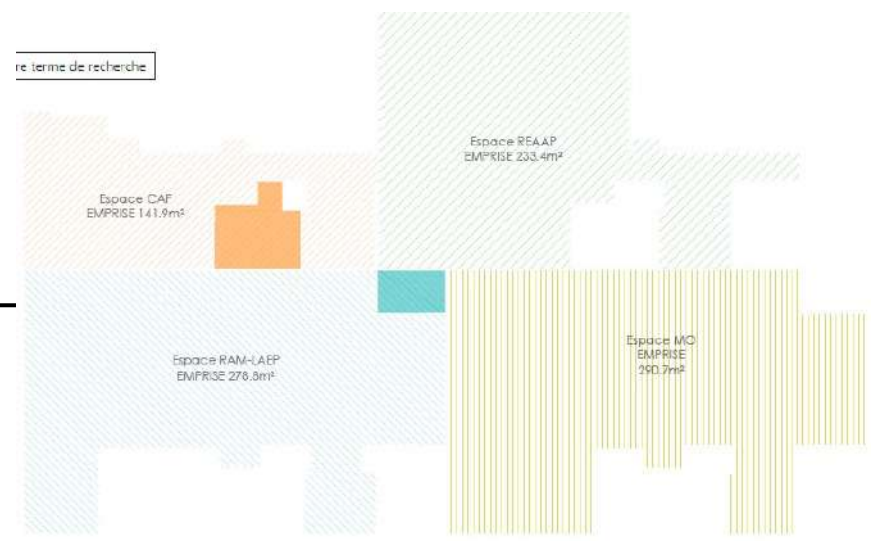 re terme de recherche
Espace REAAP
EMPRISE 233.4m²
Espace CAF
EMPRISE 141.9m²
Espace MO
EMPRISE
290.7m²
Espace RAM-LAEP
EMPRISE 278.8m²